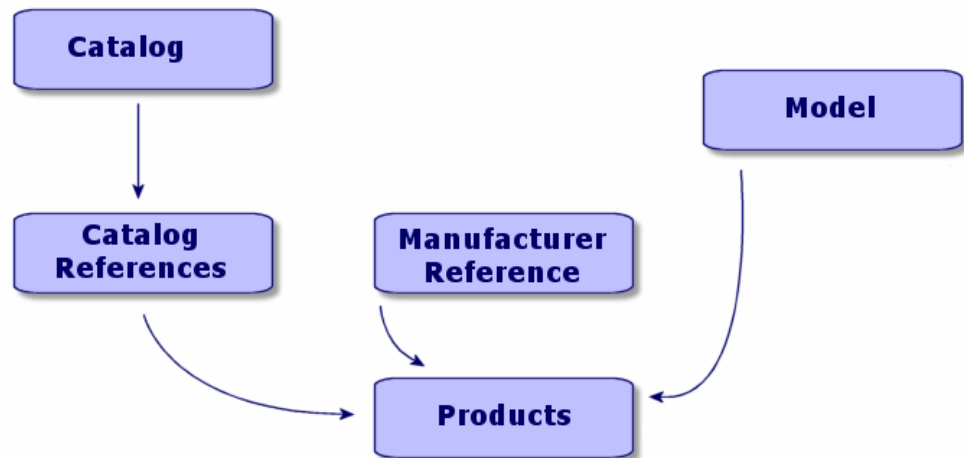 Catalog
Model
Catalog
References
Manufacturer
Reference
Products